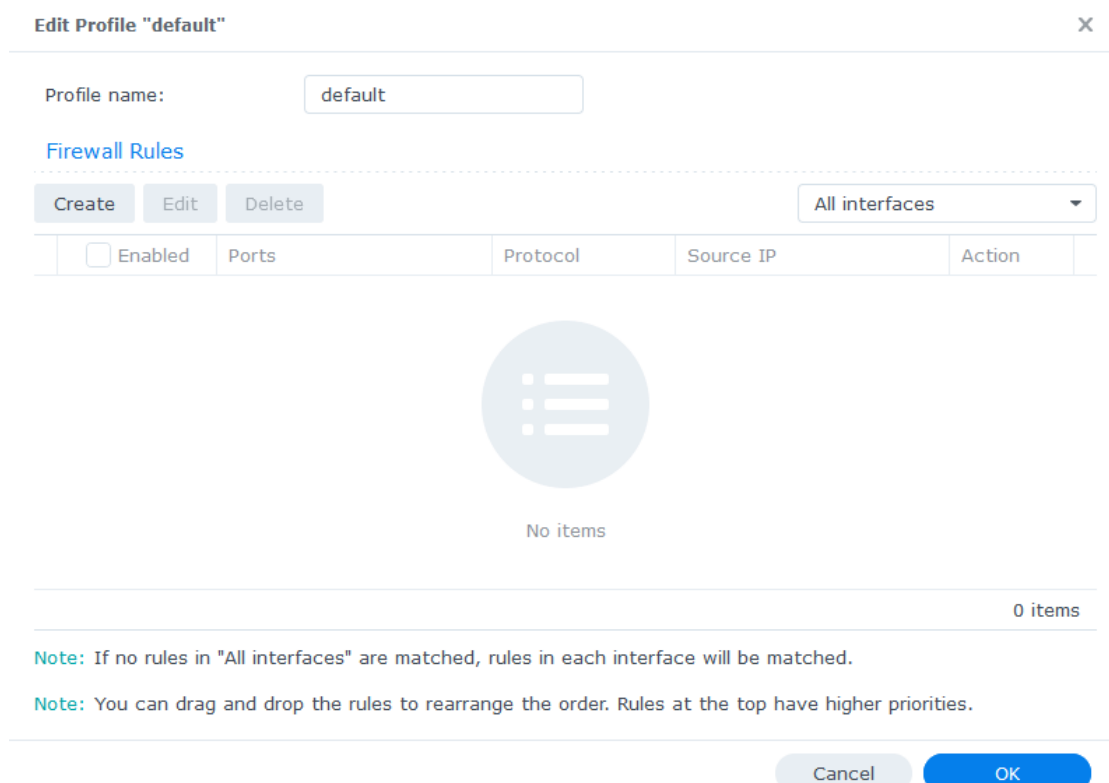 Edit Profile "default"
Profile name: default
Firewall Rules
Create Edit Delete All interfaces
Enabled Ports Protocol Source IP Action
No items
0 items
Note: If no rules in "All interfaces" are matched, rules in each interface will be matched.
Note: You can drag and drop the rules to rearrange the order. Rules at the top have higher priorities.
Cancel OK